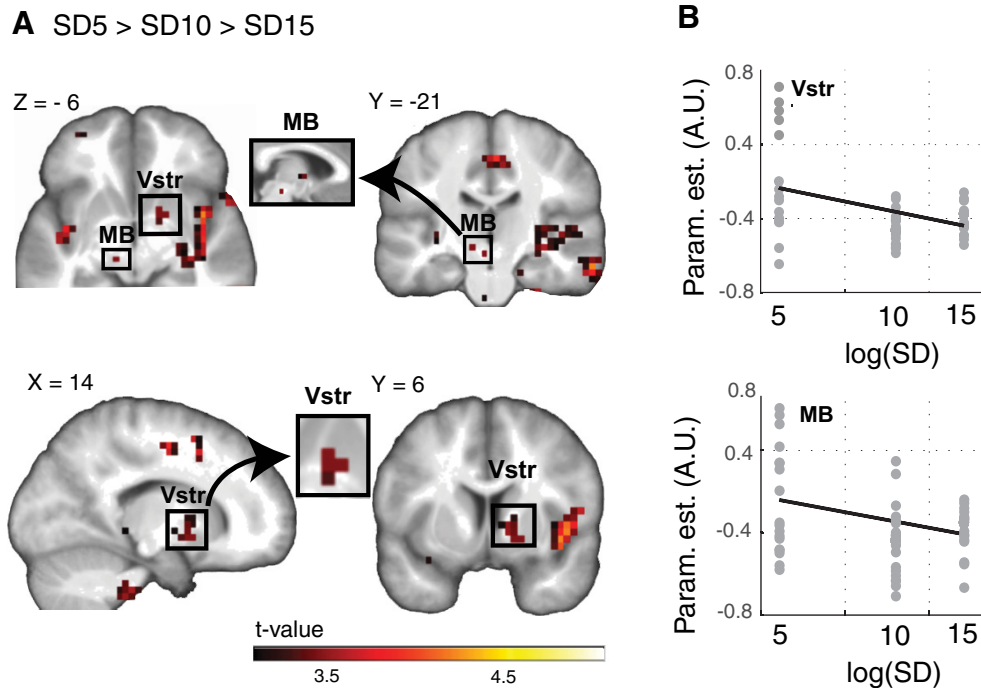 A SD5 > SD10 > SD15
Z = - 6
MB
Y = -21
Vstr
MB
MB
X = 14
Vstr
Y = 6
Vstr
Vstr
t-value
3.5
4.5
B
0.8
0.4
-0.4
-0.8
Param. est. (A.U.)
Vstr
5
10
15
log(SD)
0.8
0.4
-0.4
-0.8
Param. est. (A.U.)
MB
5
10
15
log(SD)